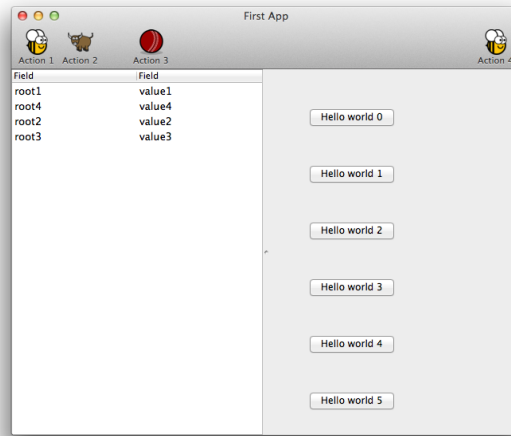 First App
Action 1 Action 2 Action 3 Action 4
Field Field
root1 value1
root4 value4
root2 value2
root3 value3
Hello world 0
Hello world 1
Hello world 2
Hello world 3
Hello world 4
Hello world 5